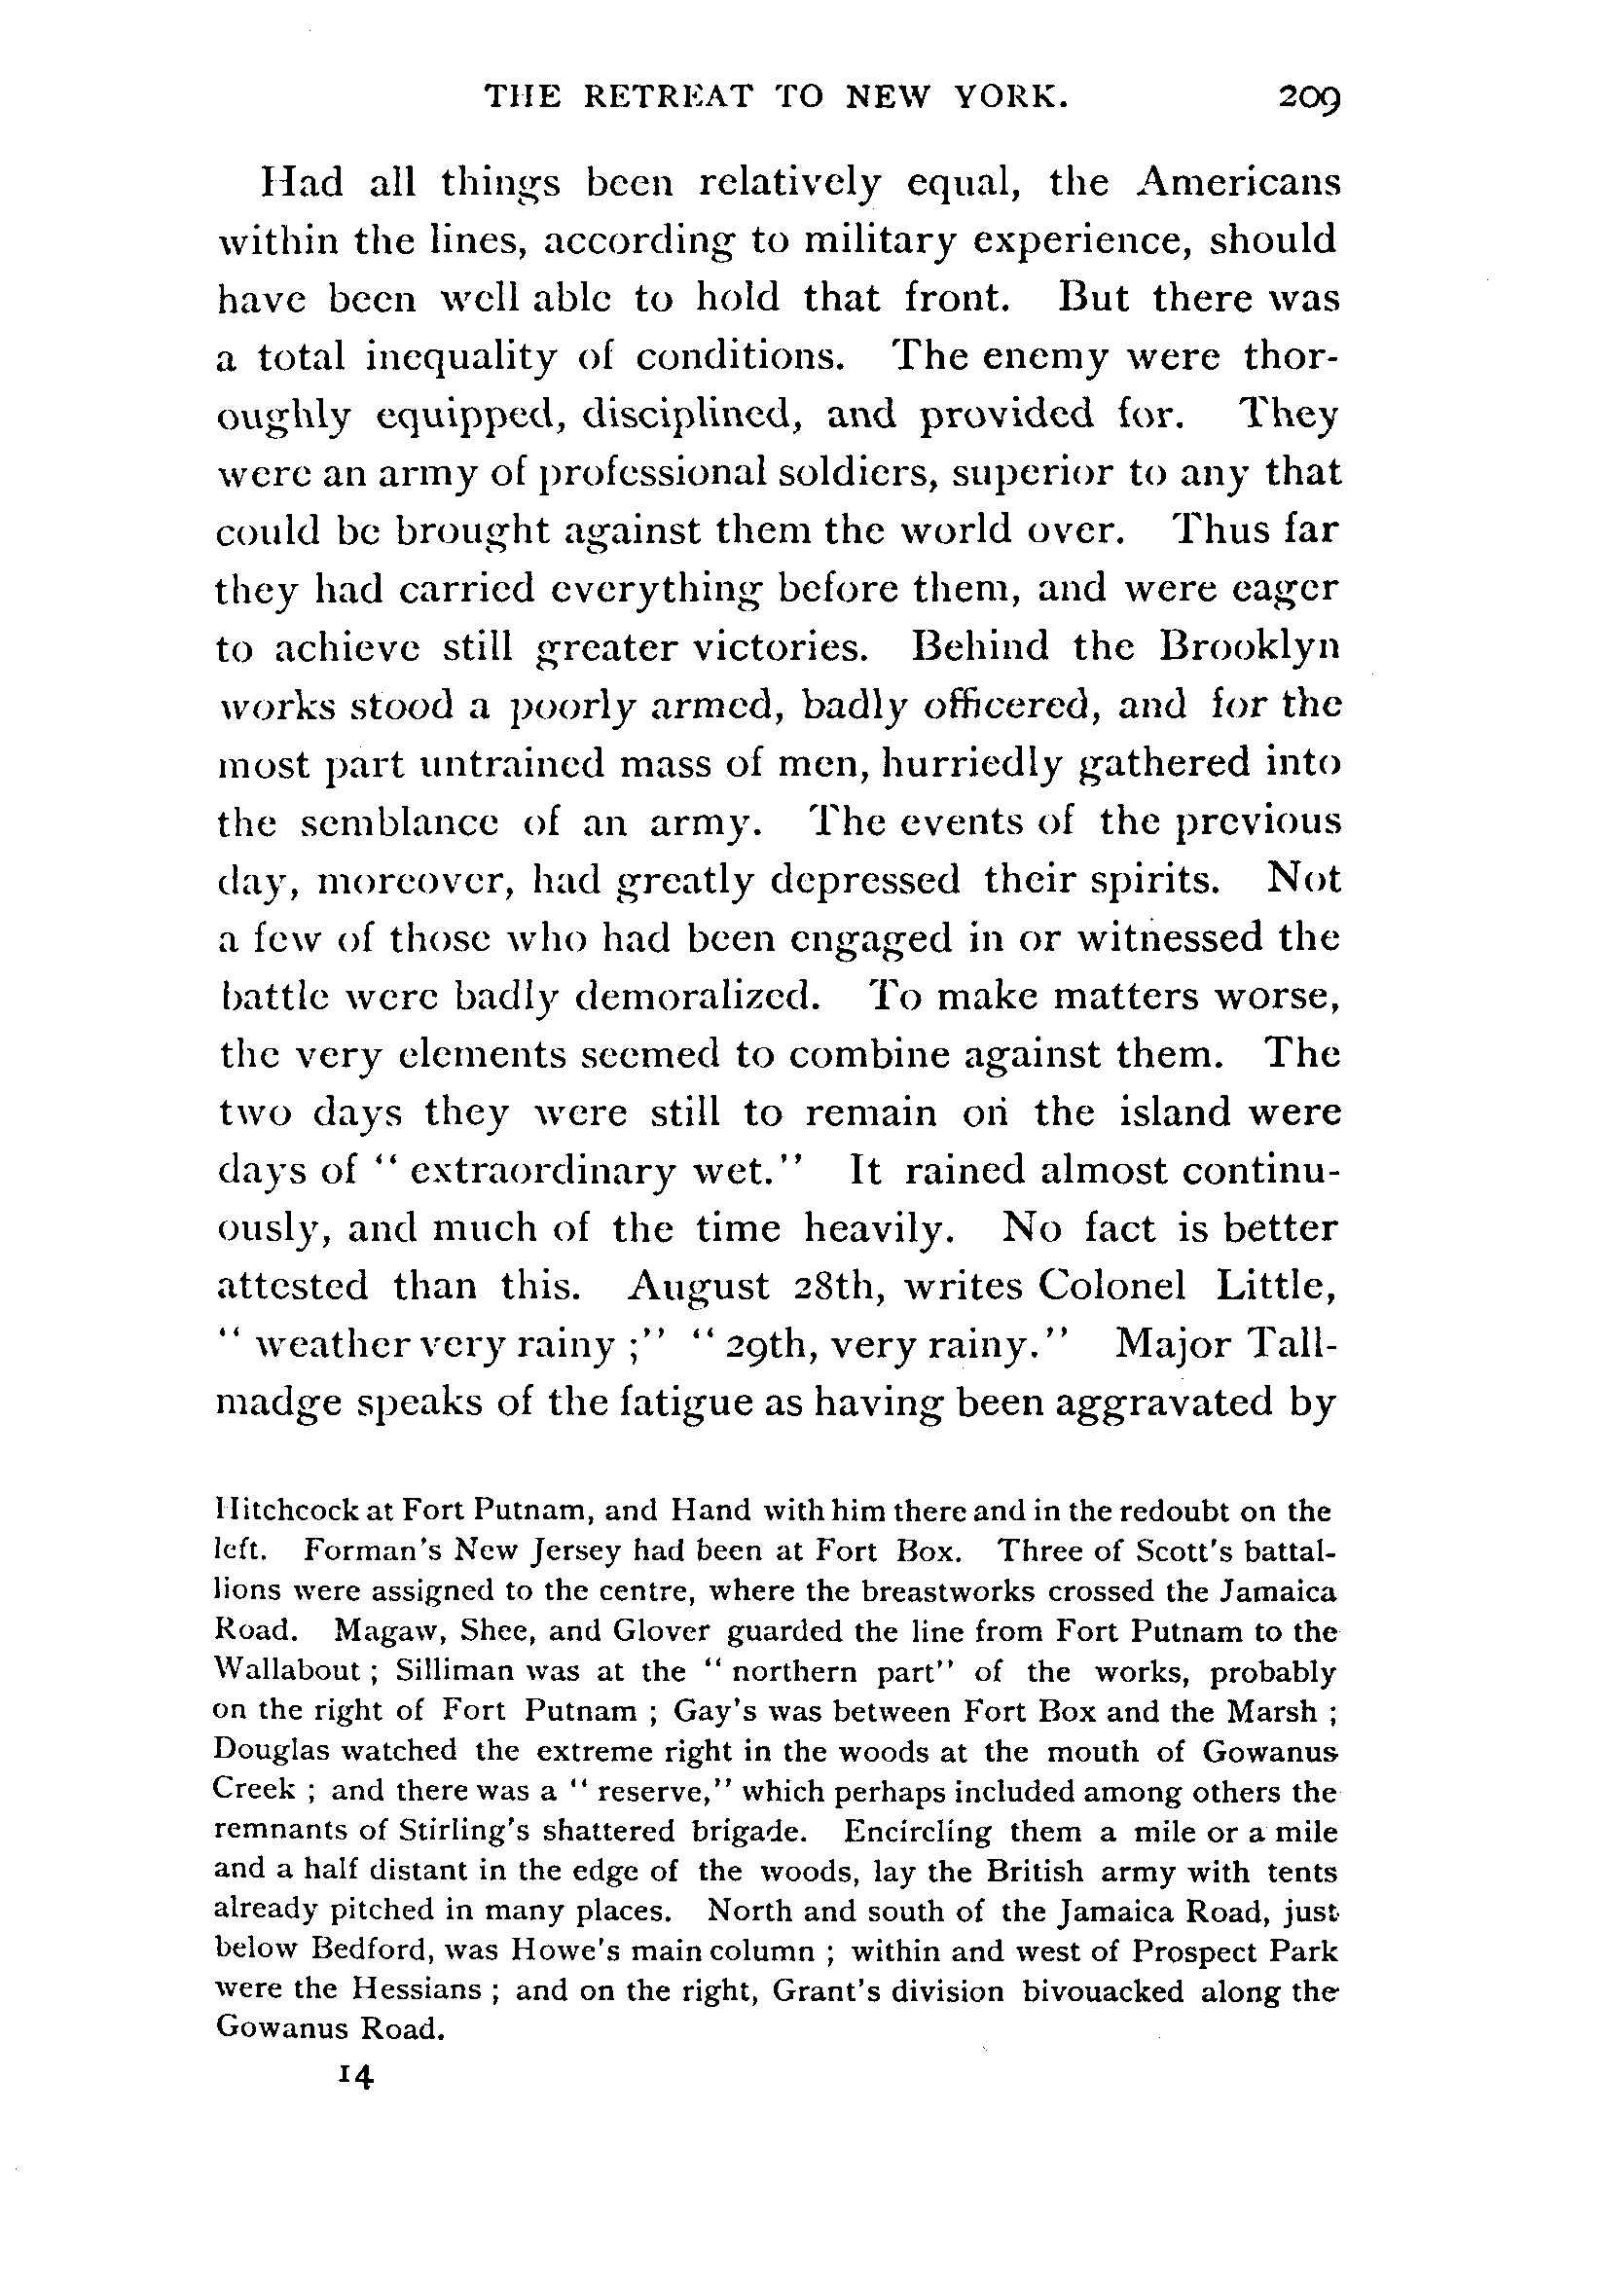 THE RETREAT TO NEW YORK. 209
Had all things been relatively equal, the Americans
within the lines, according to military experience, should
have been well able to hold that front. But there was
a total inequality of conditions. The enemy were thor-
oughly equipped, disciplined, and provided for. They
were an army of professional soldiers, superior to any that
could be brought against them the world over. Thus far
they had carried everything before them, and were eager
to achieve still greater victories. Behind the Brooklyn
works stood a poorly armed, badly officered, and for the
most part untrained mass of men, hurriedly gathered into
the semblance of an army. The events of the previous
day, moreover, had greatly depressed their spirits. Not
a few of those who had been engaged in or witnessed the
battle were badly demoralized. To make matters worse,
the very elements seemed to combine against them. The
two days they were still to remain on the island were
days of “ extraordinary wet.” It rained almost continu-
ously, and much of the time heavily. No fact is better
attested than this. August 28th, writes Colonel Little,
“ weather very rainy ;” “ 29th, very rainy.” Major Tall-
madge speaks of the fatigue as having been aggravated by
Hitchcock at Fort Putnam, and Hand with him there and in the redoubt on the
left. Forman's New Jersey had been at Fort Box. Three of Scott's battal-
lions were assigned to the centre, where the breastworks crossed the Jamaica
Road. Magaw, Shee, and Glover guarded the line from Fort Putnam to the
Wallabout ; Silliman was at the “ northern part” of the works, probably
on the right of Fort Putnam ; Gay's was between Fort Box and the Marsh ;
Douglas watched the extreme right in the woods at the mouth of Gowanus
Creek ; and there was a “ reserve,” which perhaps included among others the
remnants of Stirling's shattered brigade. Encircling them a mile or a mile
and a half distant in the edge of the woods, lay the British army with tents
already pitched in many places. North and south of the Jamaica Road, just
below Bedford, was Howe's main column ; within and west of Prospect Park
were the Hessians ; and on the right, Grant's division bivouacked along the
Gowanus Road.
14